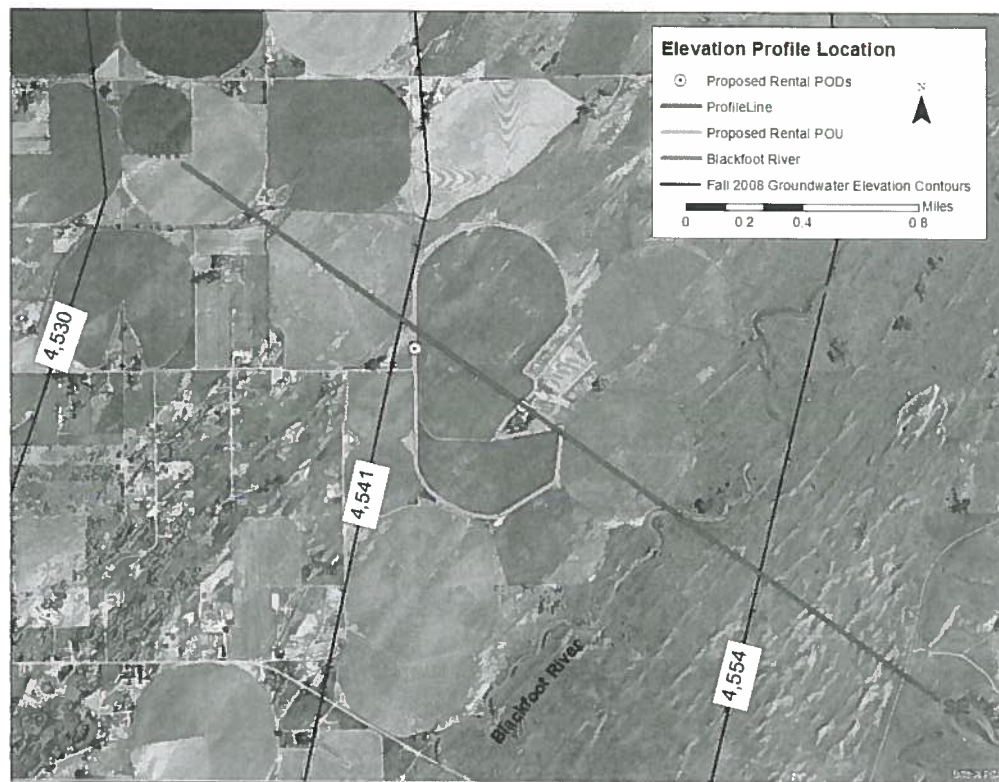 Elevation Profile Location
Proposed Rental PODs
N
ProfileLine
Proposed Rental POU
Blackfoot River
Fall 2008 Groundwater Elevation Contours
Miles
0 0 2 0.4 0 8
4,530
4,541
4,554
Blackfoot River